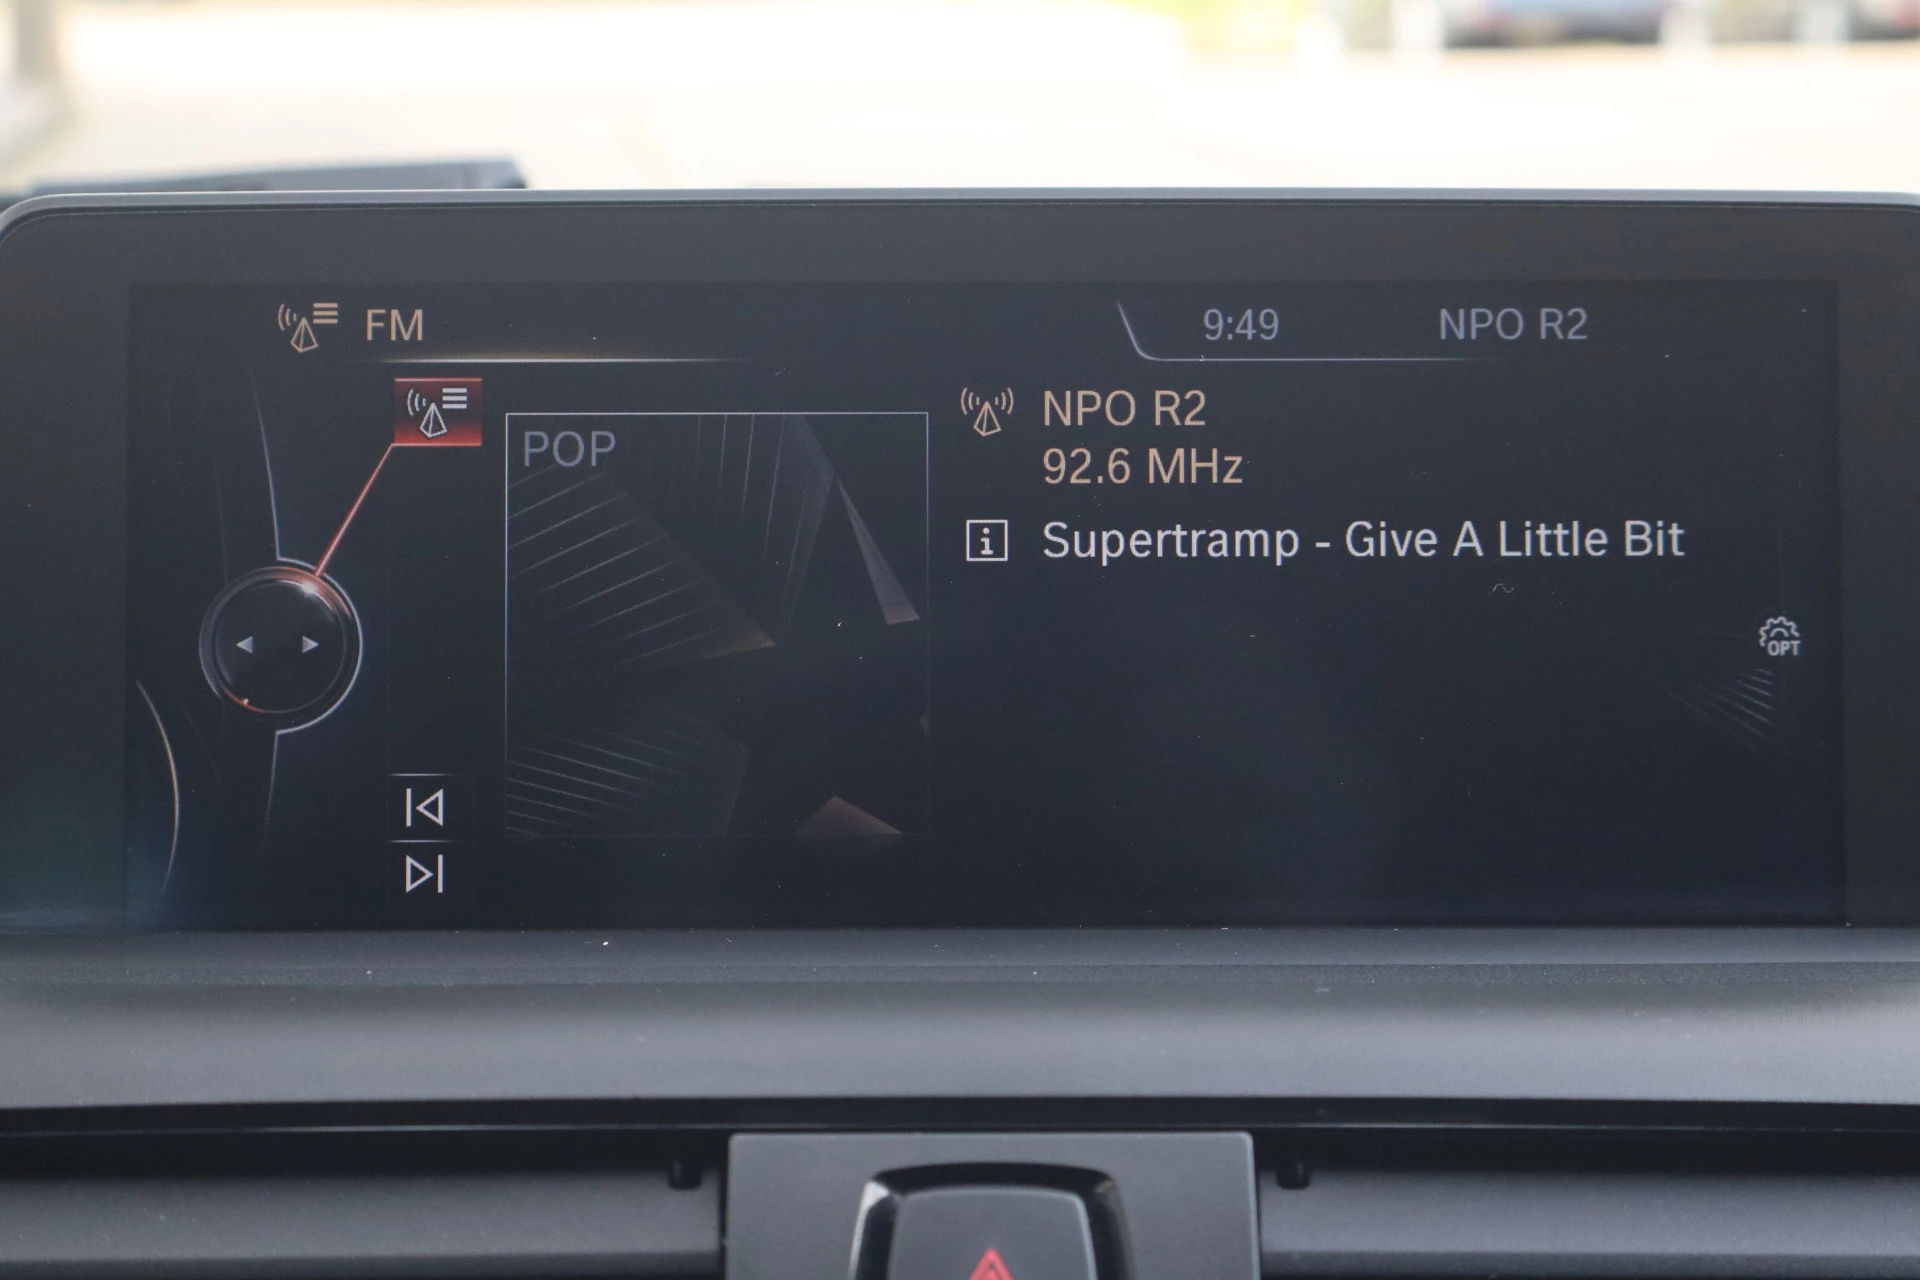 FM
9:49 NPO R2
POP
NPO R2
92.6 MHz
Supertramp - Give A Little Bit
OPT